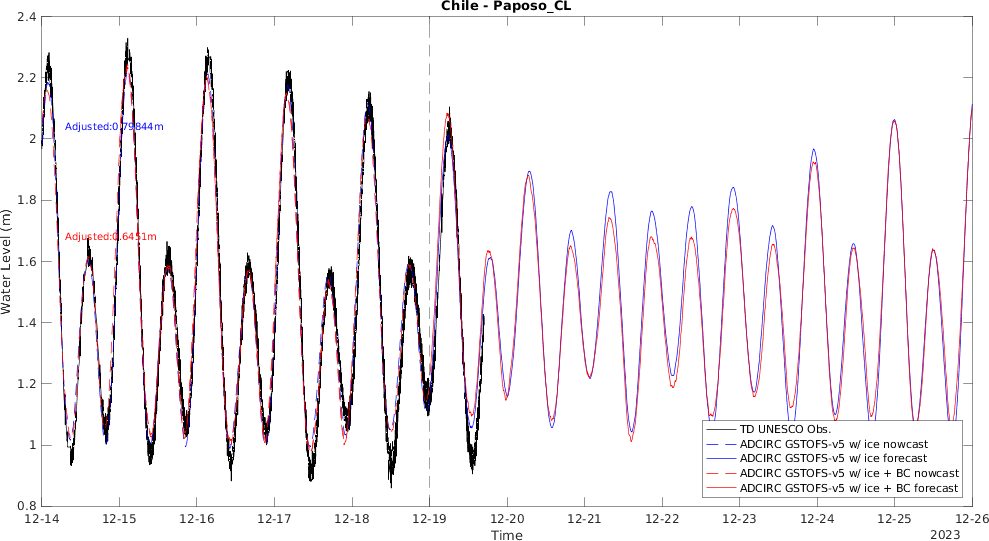 Chile - Paposo_CL
2.4
2.2
2
1.8
1.6
1.4
1.2
1
0.8
Water Level (m)
Adjusted:0.79844m
Adjusted:0.6451m
TD UNESCO Obs.
ADCIRC GSTOFS-v5 w/ ice nowcast
ADCIRC GSTOFS-v5 w/ ice forecast
ADCIRC GSTOFS-v5 w/ ice + BC nowcast
ADCIRC GSTOFS-v5 w/ ice + BC forecast
12-14 12-15 12-16 12-17 12-18 12-19 12-20 12-21 12-22 12-23 12-24 12-25 12-26
Time
2023